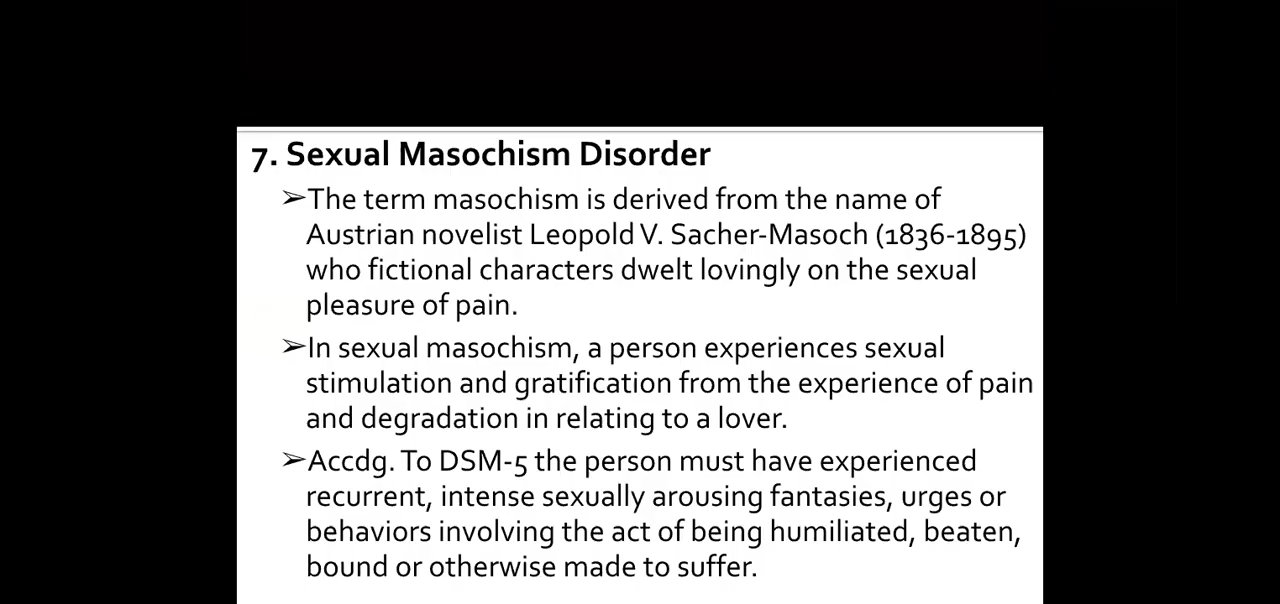 7. Sexual Masochism Disorder
➢The term masochism is derived from the name of
Austrian novelist Leopold V. Sacher-Masoch (1836-1895)
who fictional characters dwelt lovingly on the sexual
pleasure of pain.
➢In sexual masochism, a person experiences sexual
stimulation and gratification from the experience of pain
and degradation in relating to a lover.
➢Accdg. To DSM-5 the person must have experienced
recurrent, intense sexually arousing fantasies, urges or
behaviors involving the act of being humiliated, beaten,
bound or otherwise made to suffer.